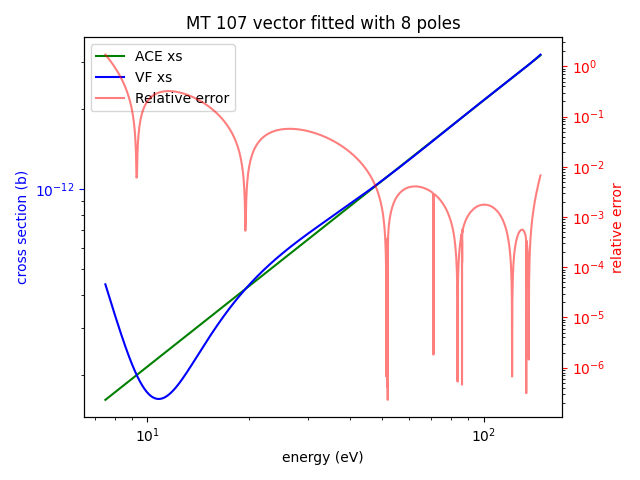 MT 107 vector fitted with 8 poles
ACE xs
VF xs
Relative error
cross section (b)
10⁻¹²
10⁰
10⁻¹
10⁻²
10⁻³
10⁻⁴
10⁻⁵
10⁻⁶
relative error
10¹
10²
energy (eV)